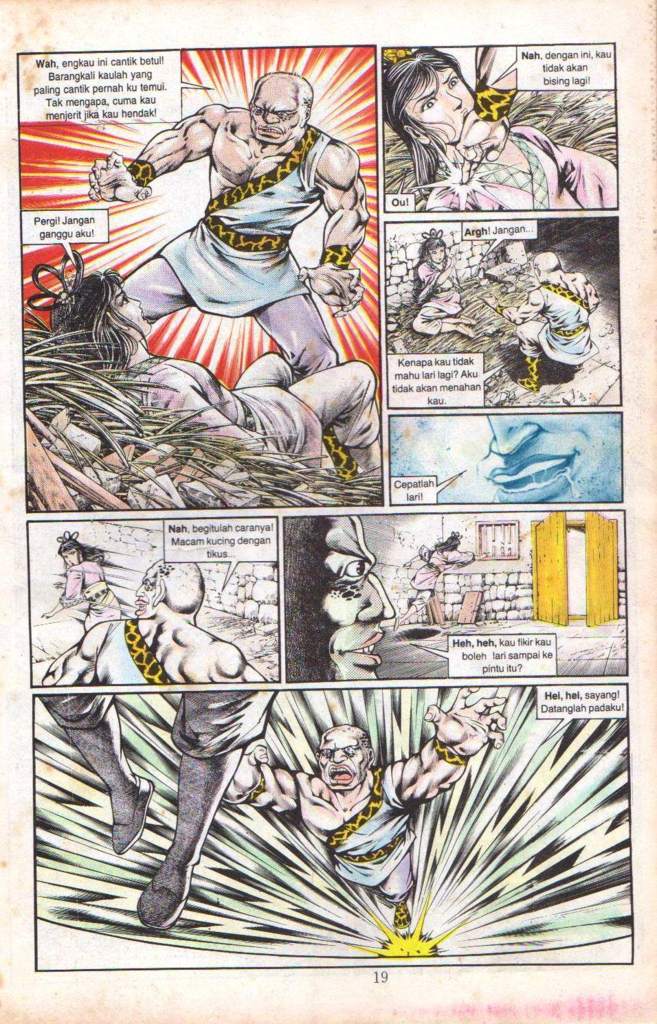 Wah, engkau ini cantik betul!
Barangkali kaulah yang
paling cantik pernah ku temui.
Tak mengapa, cuma kau
menjerit jika kau hendak!
Pergi! Jangan
ganggu aku!
Nah, dengan ini, kau
tidak akan
bising lagi!
Ou!
Argh! Jangan...
Kenapa kau tidak
mahu lari lagi? Aku
tidak akan menahan
kau.
Cepatlah
lari!
Nah, begitulah caranya!
Macam kucing dengan
tikus...
Heh, heh, kau fikir kau
boleh lari sampai ke
pintu itu?
Hei, hei, sayang!
Datanglah padaku!
19